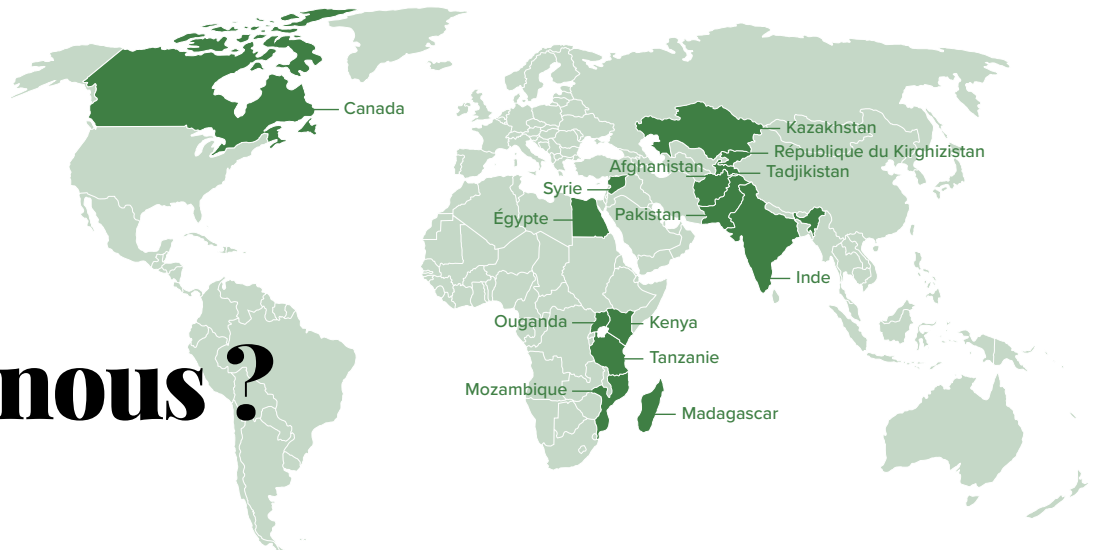 Canada
Kazakhstan
République du Kirghizistan
Afghanistan
Tadjikistan
Syrie
Pakistan
Égypte
Inde
Ouganda
Kenya
nous ?
Tanzanie
Mozambique
Madagascar